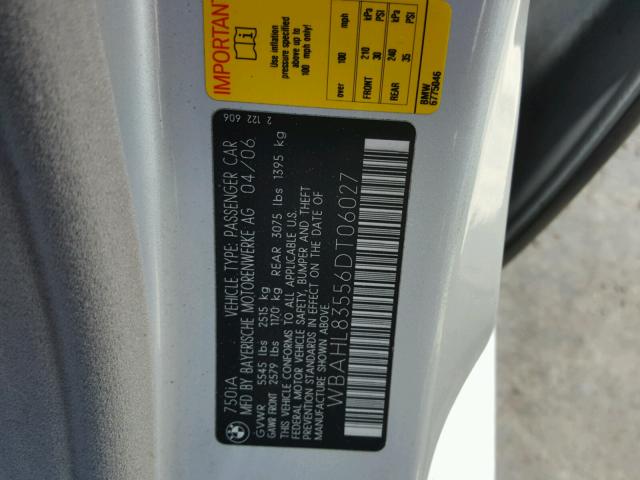 IMPORTANT
Use inflation
pressure specified
above up to
100 mph only!
mph kPa PSI kPa PSI
over 100 FRONT 210 30 REAR 240 35
BMW
6775046
2 122 606
750iA VEHICLE TYPE: PASSENGER CAR
MFD BY BAYERISCHE MOTORENWERKE AG 04/06
GVWR 5545 lbs 2515 kg
GAWR FRONT 2579 lbs 1170 kg REAR 3075 lbs 1395 kg
THIS VEHICLE CONFORMS TO ALL APPLICABLE U.S.
FEDERAL MOTOR VEHICLE SAFETY, BUMPER AND THEFT
PREVENTION STANDARDS IN EFFECT ON THE DATE OF
MANUFACTURE SHOWN ABOVE.
WBAHL83556DT06027